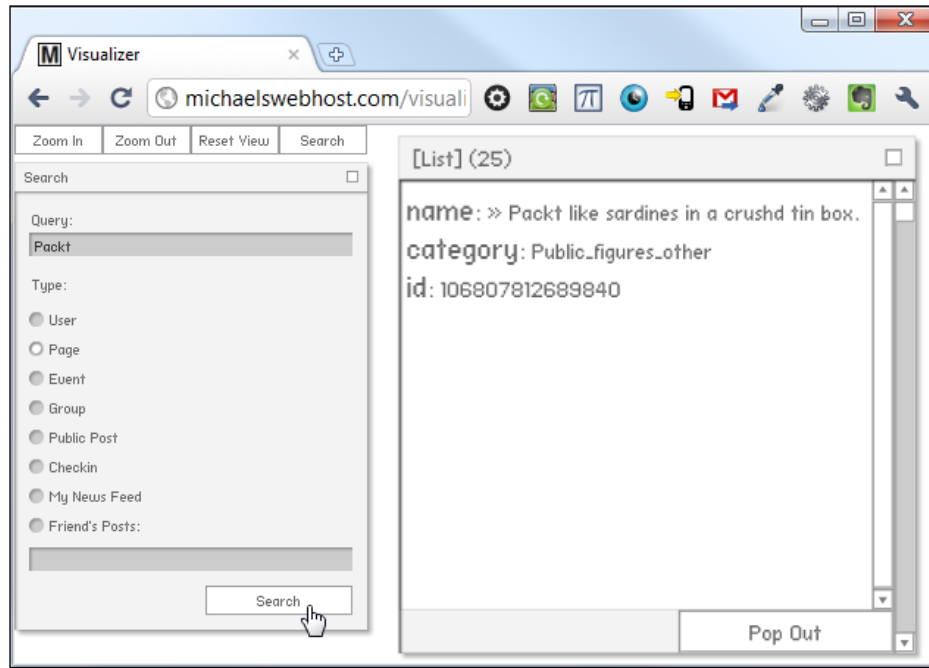 M Visualizer
michaelswebhost.com/visuali
Zoom In Zoom Out Reset View Search
Search
Query:
Packt
Type:
User
Page
Event
Group
Public Post
Checkin
My News Feed
Friend's Posts:
Search
[List] (25)
name: » Packt like sardines in a crushd tin box.
category: Public_figures_other
id: 106807812689840
Pop Out